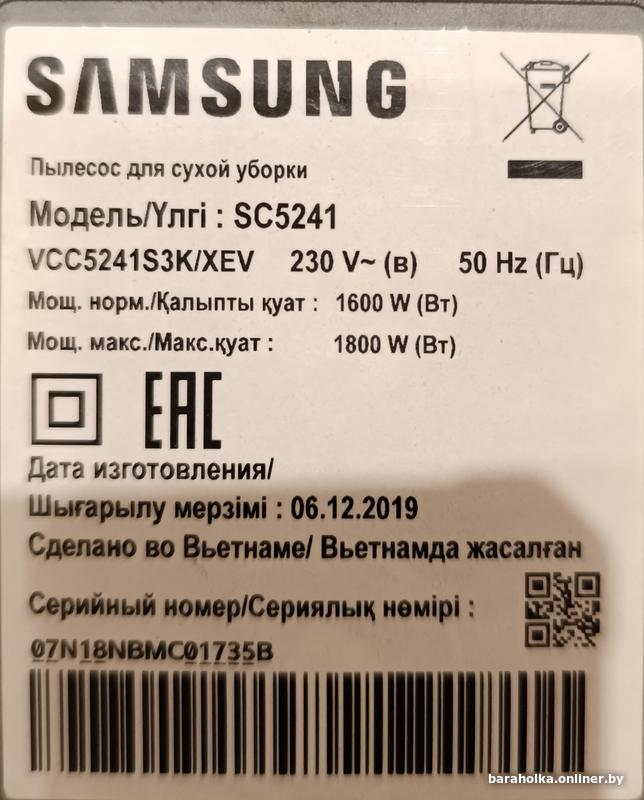 SAMSUNG
Пылесос для сухой уборки
Модель/Үлгі : SC5241
VCC5241S3K/XEV 230 V~ (в) 50 Hz (Гц)
Мощ. норм./Қалыпты қуат : 1600 W (Вт)
Мощ. макс./Макс.қуат : 1800 W (Вт)
EAC
Дата изготовления/
Шығарылу мерзімі : 06.12.2019
Сделано во Вьетнаме/ Вьетнамда жасалған
Серийный номер/Сериялық нөмірі :
07N18NBMC01735B
baraholka.onliner.by